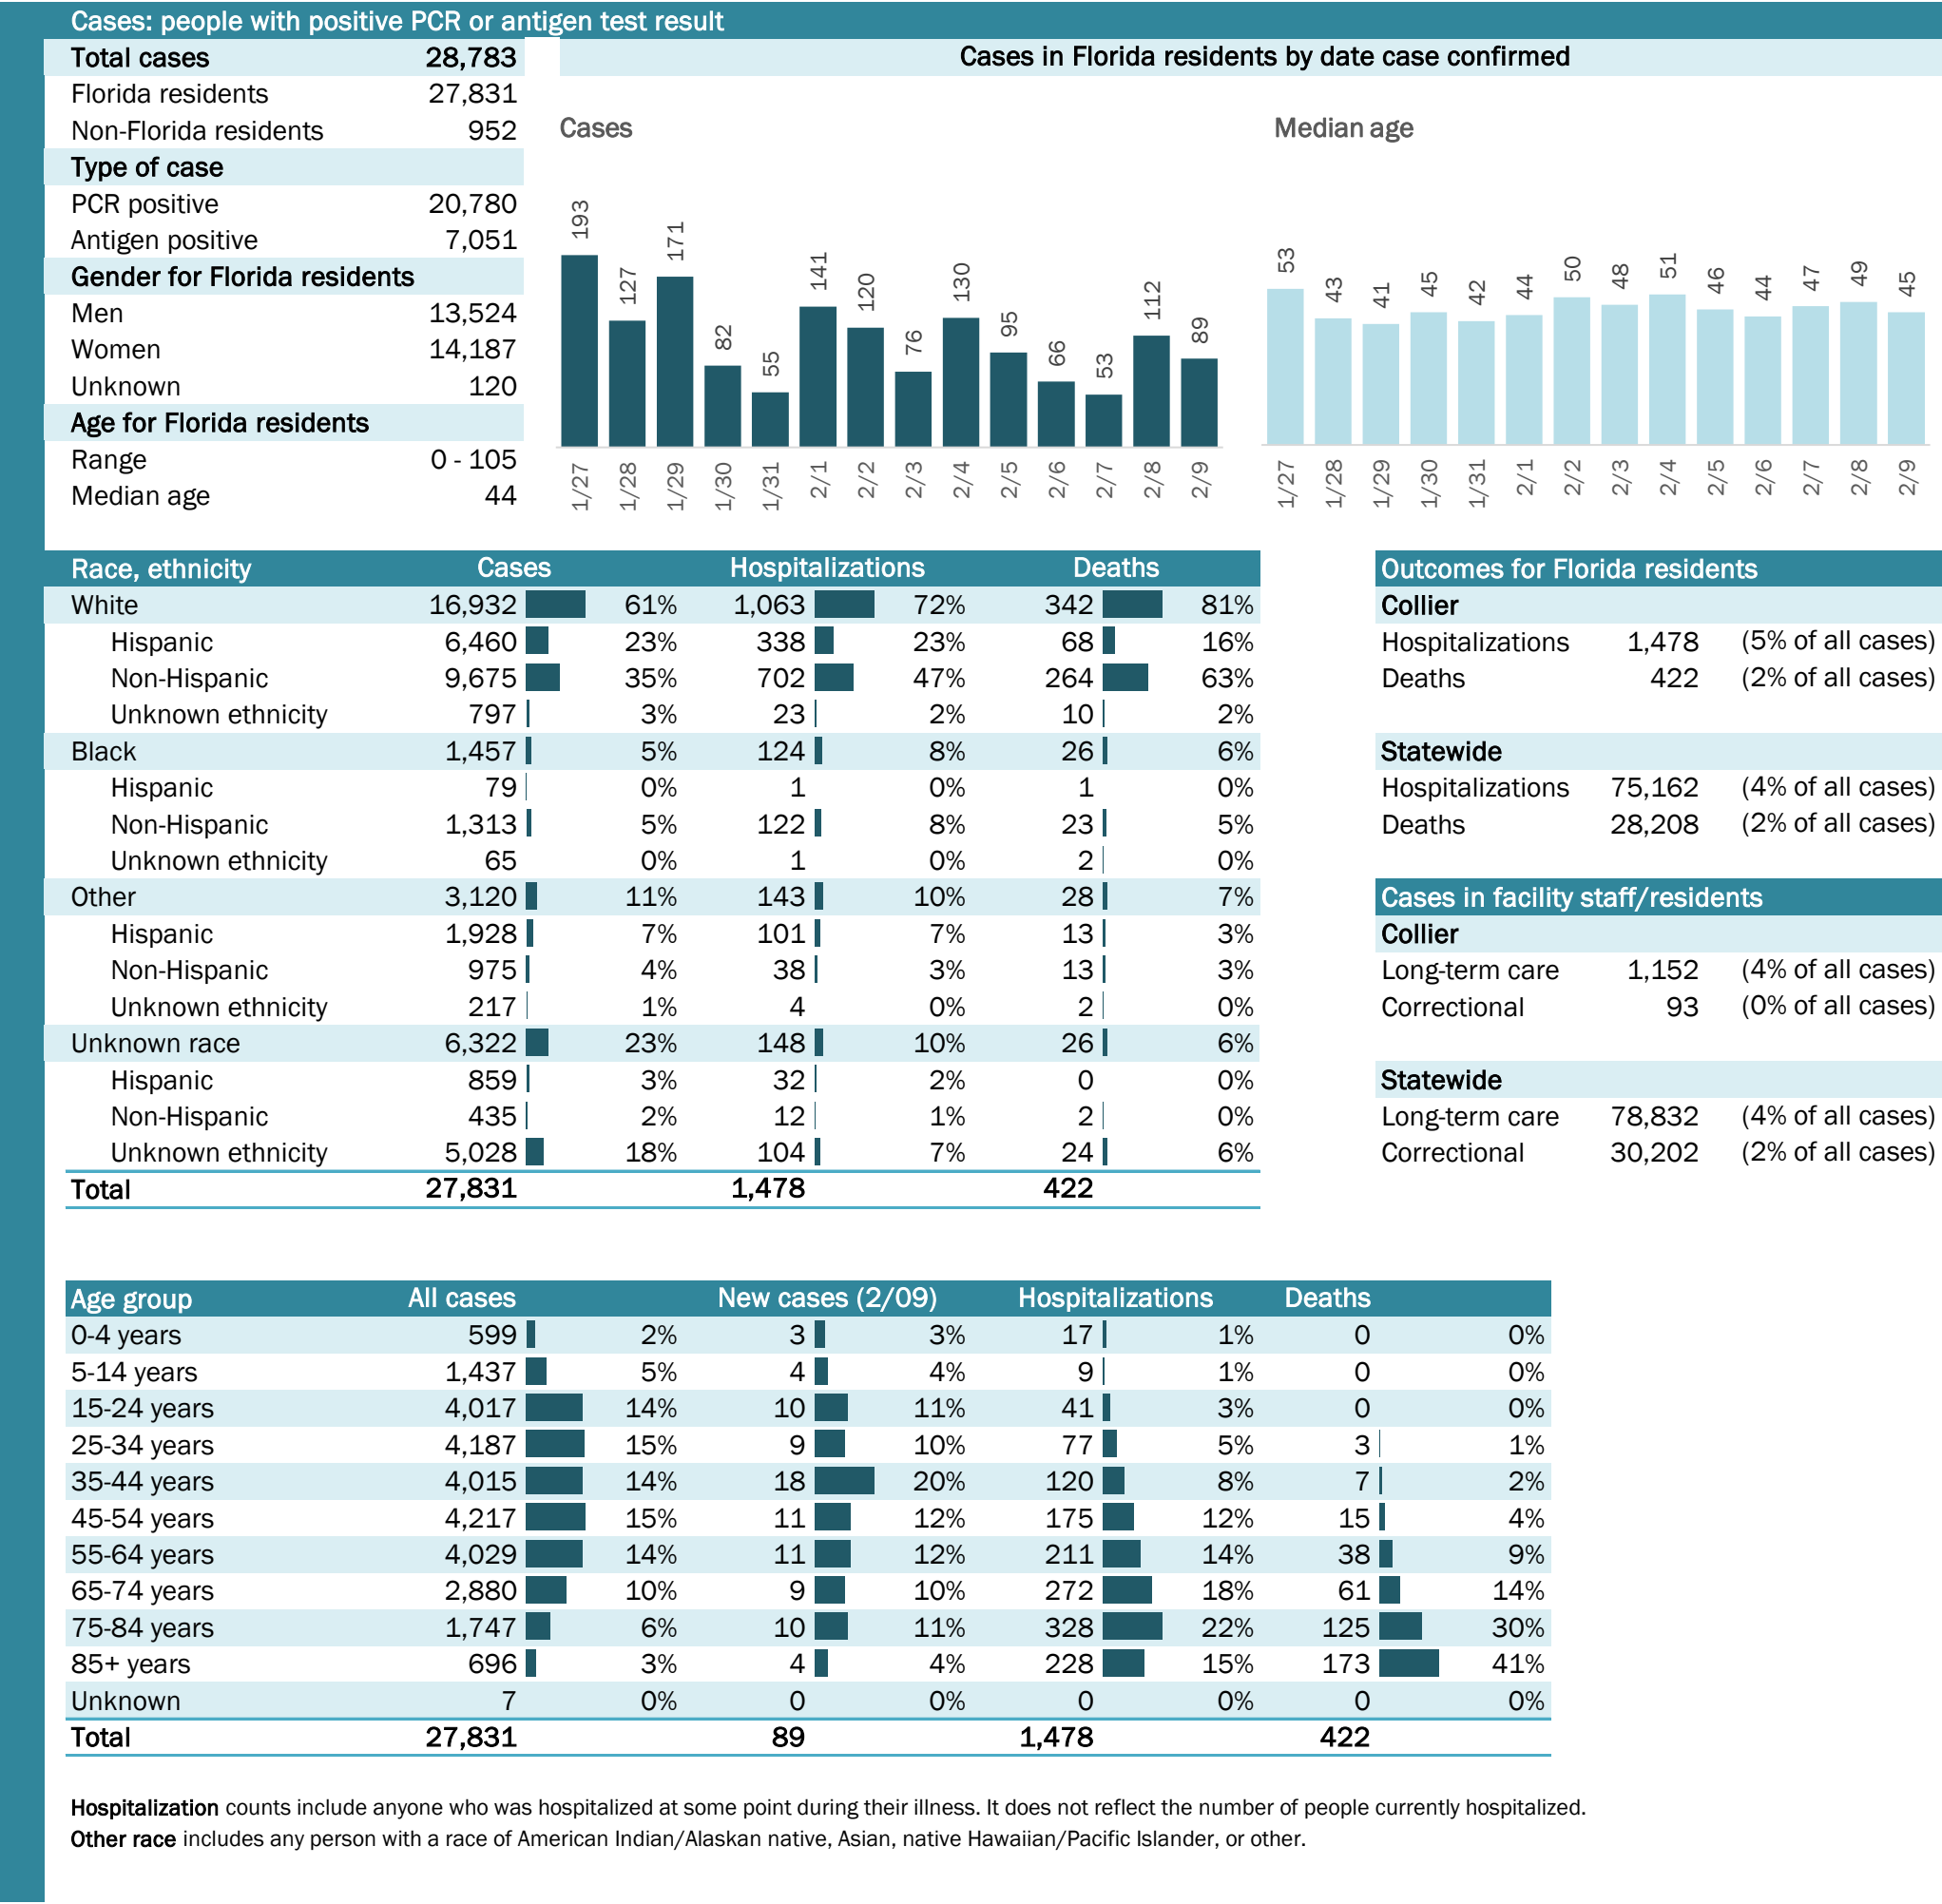 Cases: people with positive PCR or antigen test result
Total cases 28,783
Florida residents 27,831
Non-Florida residents 952
Type of case
PCR positive 20,780
Antigen positive 7,051
Gender for Florida residents
Men 13,524
Women 14,187
Unknown 120
Age for Florida residents
Range 0 - 105
Median age 44
Cases in Florida residents by date case confirmed
Cases
193 127 171 82 55 141 120 76 130 95 66 53 112 89
1/27 1/28 1/29 1/30 1/31 2/1 2/2 2/3 2/4 2/5 2/6 2/7 2/8 2/9
Median age
53 43 41 45 42 44 50 48 51 46 44 47 49 45
1/27 1/28 1/29 1/30 1/31 2/1 2/2 2/3 2/4 2/5 2/6 2/7 2/8 2/9
Race, ethnicity Cases Hospitalizations Deaths
White 16,932 61% 1,063 72% 342 81%
Hispanic 6,460 23% 338 23% 68 16%
Non-Hispanic 9,675 35% 702 47% 264 63%
Unknown ethnicity 797 3% 23 2% 10 2%
Black 1,457 5% 124 8% 26 6%
Hispanic 79 0% 1 0% 1 0%
Non-Hispanic 1,313 5% 122 8% 23 5%
Unknown ethnicity 65 0% 1 0% 2 0%
Other 3,120 11% 143 10% 28 7%
Hispanic 1,928 7% 101 7% 13 3%
Non-Hispanic 975 4% 38 3% 13 3%
Unknown ethnicity 217 1% 4 0% 2 0%
Unknown race 6,322 23% 148 10% 26 6%
Hispanic 859 3% 32 2% 0 0%
Non-Hispanic 435 2% 12 1% 2 0%
Unknown ethnicity 5,028 18% 104 7% 24 6%
Total 27,831 1,478 422
Outcomes for Florida residents
Collier
Hospitalizations 1,478 (5% of all cases)
Deaths 422 (2% of all cases)
Statewide
Hospitalizations 75,162 (4% of all cases)
Deaths 28,208 (2% of all cases)
Cases in facility staff/residents
Collier
Long-term care 1,152 (4% of all cases)
Correctional 93 (0% of all cases)
Statewide
Long-term care 78,832 (4% of all cases)
Correctional 30,202 (2% of all cases)
Age group All cases New cases (2/09) Hospitalizations Deaths
0-4 years 599 2% 3 3% 17 1% 0 0%
5-14 years 1,437 5% 4 4% 9 1% 0 0%
15-24 years 4,017 14% 10 11% 41 3% 0 0%
25-34 years 4,187 15% 9 10% 77 5% 3 1%
35-44 years 4,015 14% 18 20% 120 8% 7 2%
45-54 years 4,217 15% 11 12% 175 12% 15 4%
55-64 years 4,029 14% 11 12% 211 14% 38 9%
65-74 years 2,880 10% 9 10% 272 18% 61 14%
75-84 years 1,747 6% 10 11% 328 22% 125 30%
85+ years 696 3% 4 4% 228 15% 173 41%
Unknown 7 0% 0 0% 0 0% 0 0%
Total 27,831 89 1,478 422
Hospitalization counts include anyone who was hospitalized at some point during their illness. It does not reflect the number of people currently hospitalized.
Other race includes any person with a race of American Indian/Alaskan native, Asian, native Hawaiian/Pacific Islander, or other.